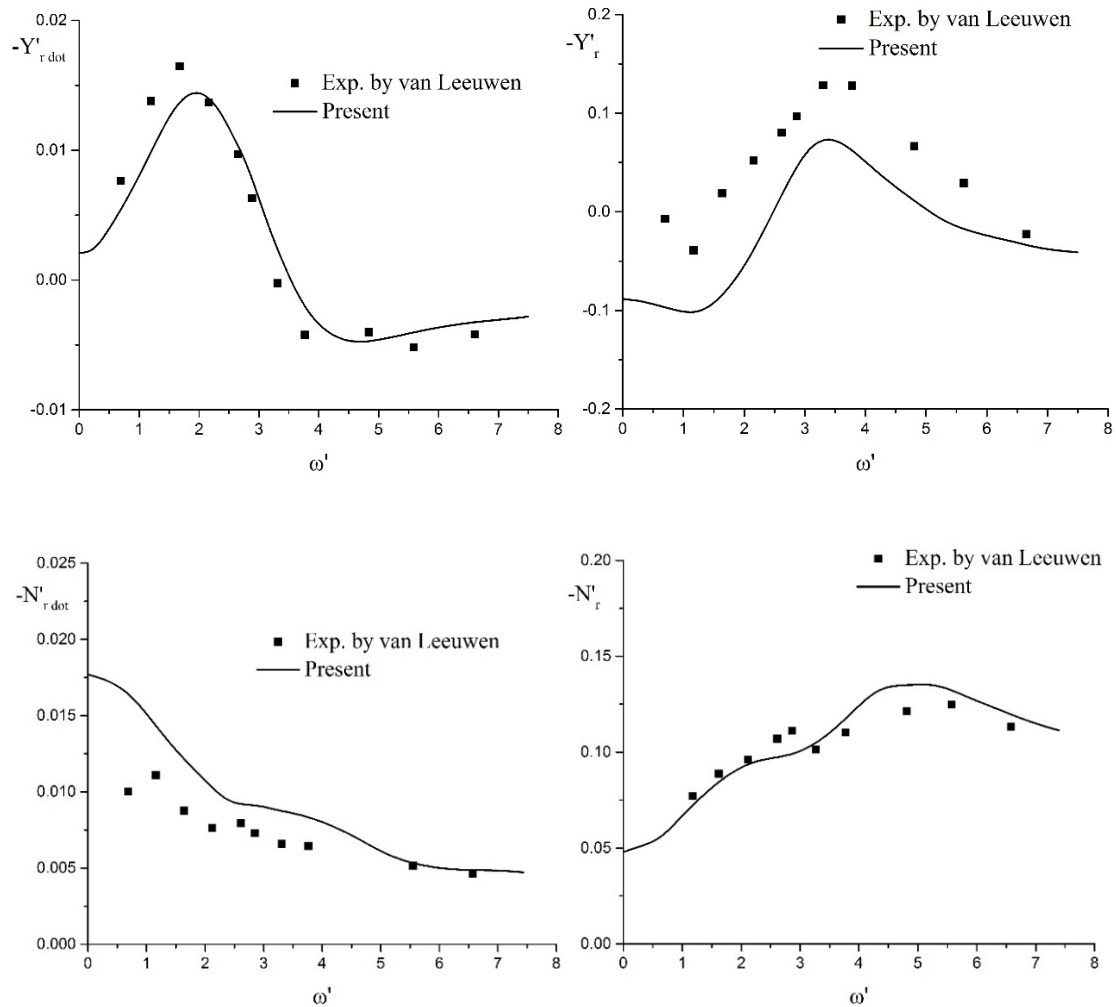 0.02
-Y'r dot
0.01
0.00
-0.01
■ Exp. by van Leeuwen
— Present
0 1 2 3 4 5 6 7 8
ω'
0.2
-Y'r
0.1
0.0
-0.1
-0.2
■ Exp. by van Leeuwen
— Present
0 1 2 3 4 5 6 7 8
ω'
0.025
-N'r dot
0.020
0.015
0.010
0.005
0.000
■ Exp. by van Leeuwen
— Present
0 1 2 3 4 5 6 7 8
ω'
0.20
-N'r
0.15
0.10
0.05
0.00
■ Exp. by van Leeuwen
— Present
0 1 2 3 4 5 6 7 8
ω'